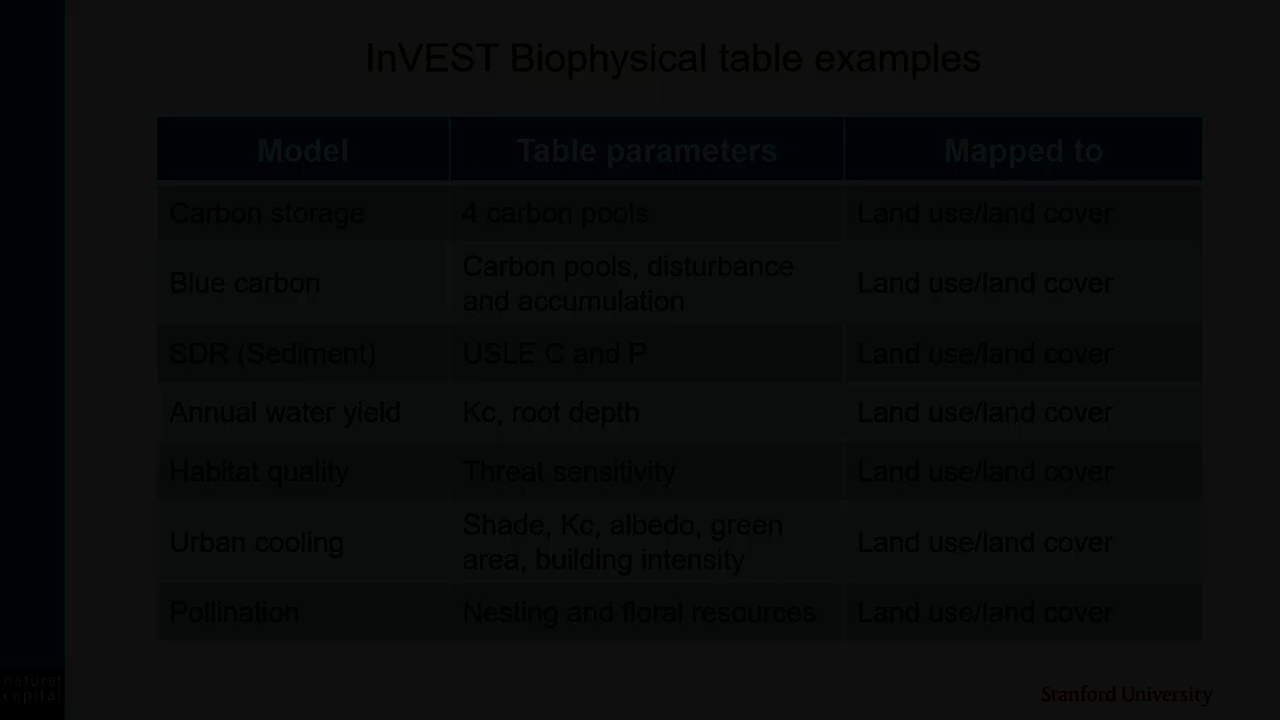 InVEST Biophysical table examples
Model Table parameters Mapped to
Carbon storage 4 carbon pools Land use/land cover
Blue carbon Carbon pools, disturbance and accumulation Land use/land cover
SDR (Sediment) USLE C and P Land use/land cover
Annual water yield Kc, root depth Land use/land cover
Habitat quality Threat sensitivity Land use/land cover
Urban cooling Shade, Kc, albedo, green area, building intensity Land use/land cover
Pollination Nesting and floral resources Land use/land cover
natural
capital
Stanford University